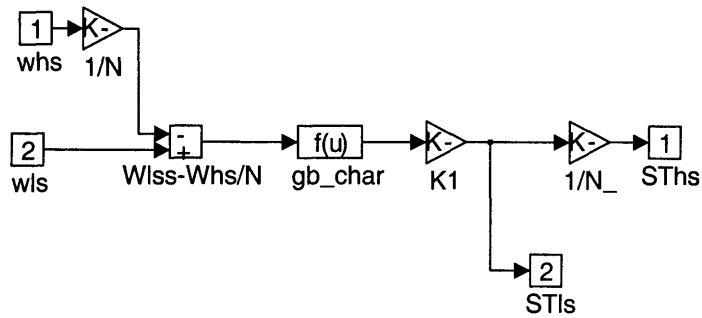 1
K-
whs
1/N
-
+
2
wls
Wlss-Whs/N
f(u)
gb_char
K-
K1
K-
1/N_
1
SThs
2
STls